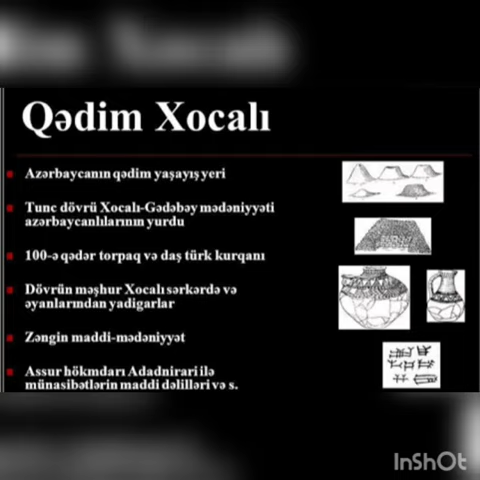 Qədim Xocalı
Azərbaycanın qədim yaşayış yeri
Tunc dövrü Xocalı-Gədəbəy mədəniyyəti
azərbaycanlılarının yurdu
100-ə qədər torpaq və daş türk kurqanı
Dövrün məşhur Xocalı sərkərdə və
əyanlarından yadigarlar
Zəngin maddi-mədəniyyət
Assur hökmdarı Adadnirari ilə
münasibətlərin maddi dəlilləri və s.
InShOt